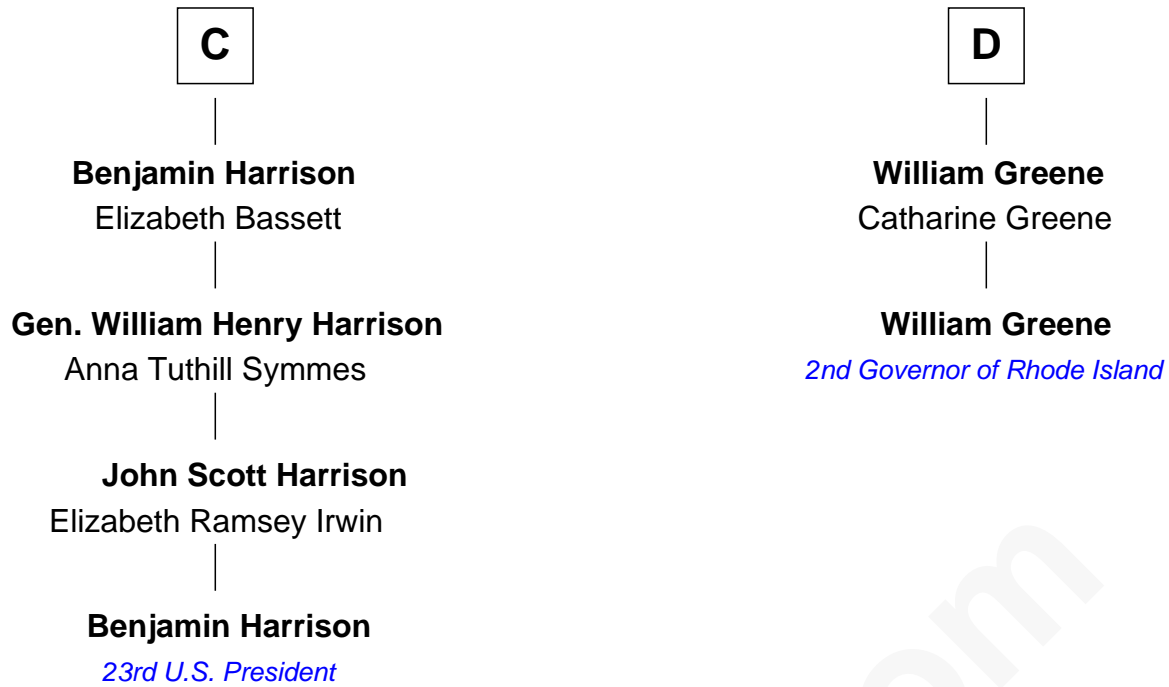 C
Benjamin Harrison
Elizabeth Bassett
Gen. William Henry Harrison
Anna Tuthill Symmes
John Scott Harrison
Elizabeth Ramsey Irwin
Benjamin Harrison
23rd U.S. President
D
William Greene
Catharine Greene
William Greene
2nd Governor of Rhode Island
om